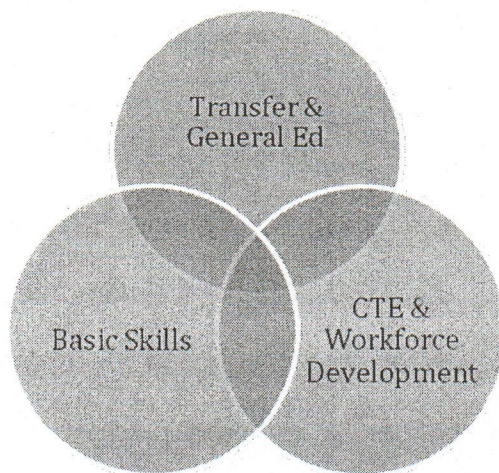 Transfer &
General Ed
Basic Skills
CTE &
Workforce
Development